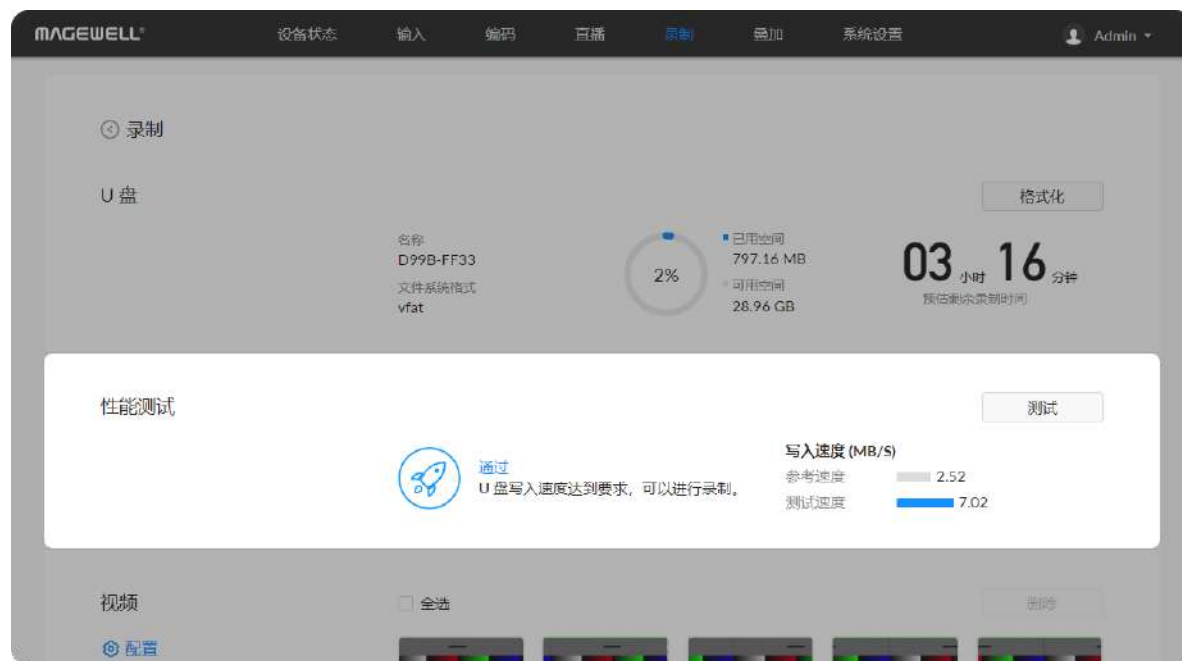 MAGEWELL®
设备状态 输入 编码 直播 录制 叠加 系统设置 Admin
录制
U 盘 格式化
名称
D99B-FF33
文件系统格式
vfat
2%
已用空间
797.16 MB
可用空间
28.96 GB
03 小时 16 分钟
预估剩余录制时间
性能测试 测试
通过
U 盘写入速度达到要求，可以进行录制。
写入速度 (MB/S)
参考速度 2.52
测试速度 7.02
视频 全选 删除
配置